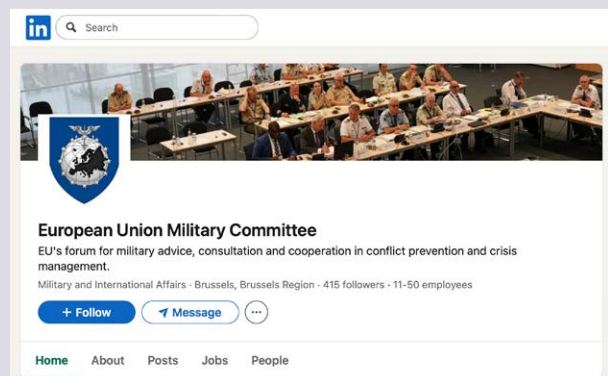 in
Search
European Union Military Committee
EU's forum for military advice, consultation and cooperation in conflict prevention and crisis
management.
Military and International Affairs · Brussels, Brussels Region · 415 followers · 11-50 employees
+ Follow
Message
Home About Posts Jobs People